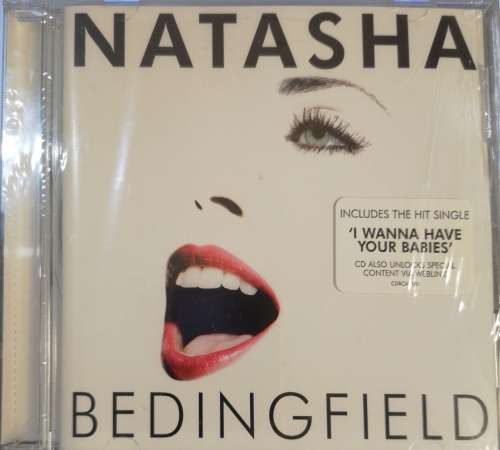 NATASHA
INCLUDES THE HIT SINGLE
'I WANNA HAVE
YOUR BABIES'
CD ALSO UNLOCKS SPECIAL
CONTENT VIA WEBLINK
BEDINGFIELD